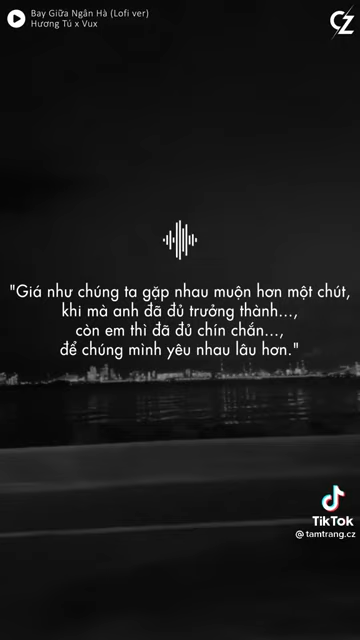 Bay Giữa Ngân Hà (Lofi ver)
Hương Tú x Vux
CZ
"Giá như chúng ta gặp nhau muộn hơn một chút,
khi mà anh đã đủ trưởng thành...,
còn em thì đã đủ chín chắn...,
để chúng mình yêu nhau lâu hơn."
TikTok
@tamtrang.cz